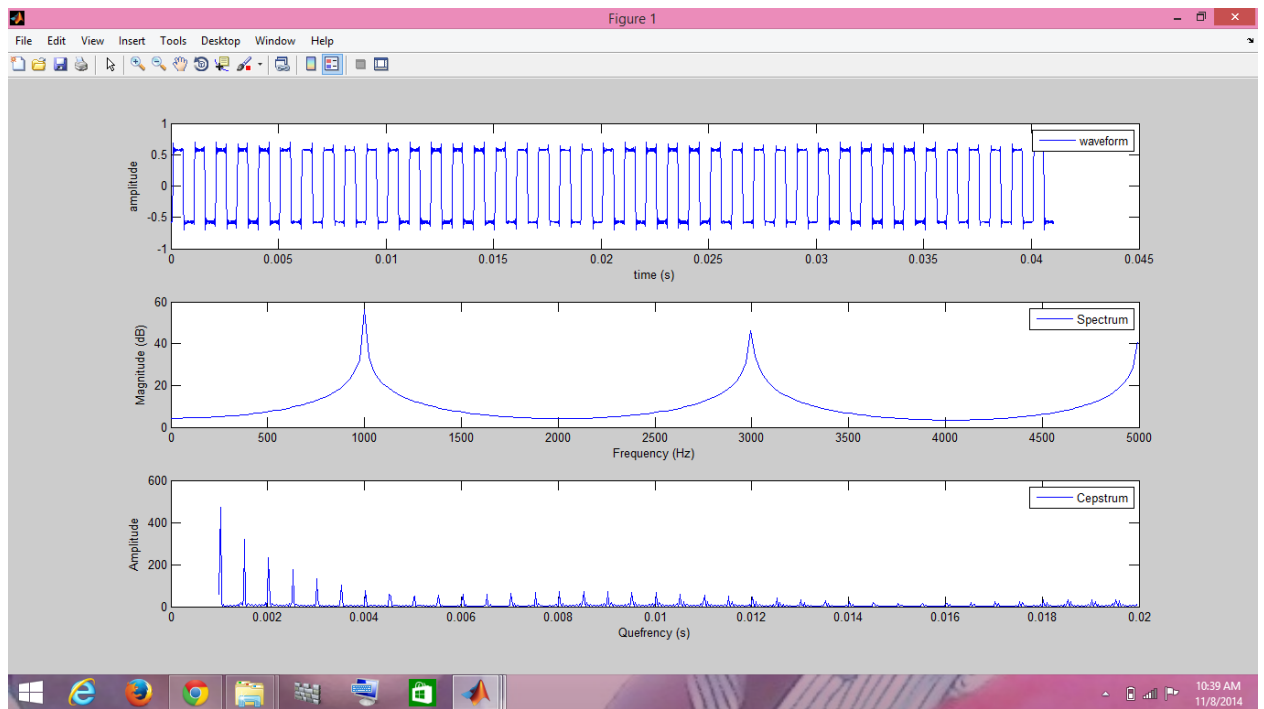 Figure 1
File Edit View Insert Tools Desktop Window Help
1
0.5
0
-0.5
-1
amplitude
waveform
0 0.005 0.01 0.015 0.02 0.025 0.03 0.035 0.04 0.045
time (s)
60
40
20
0
Magnitude (dB)
Spectrum
0 500 1000 1500 2000 2500 3000 3500 4000 4500 5000
Frequency (Hz)
600
400
200
0
Amplitude
Cepstrum
0 0.002 0.004 0.006 0.008 0.01 0.012 0.014 0.016 0.018 0.02
Quefrency (s)
10:39 AM
11/8/2014